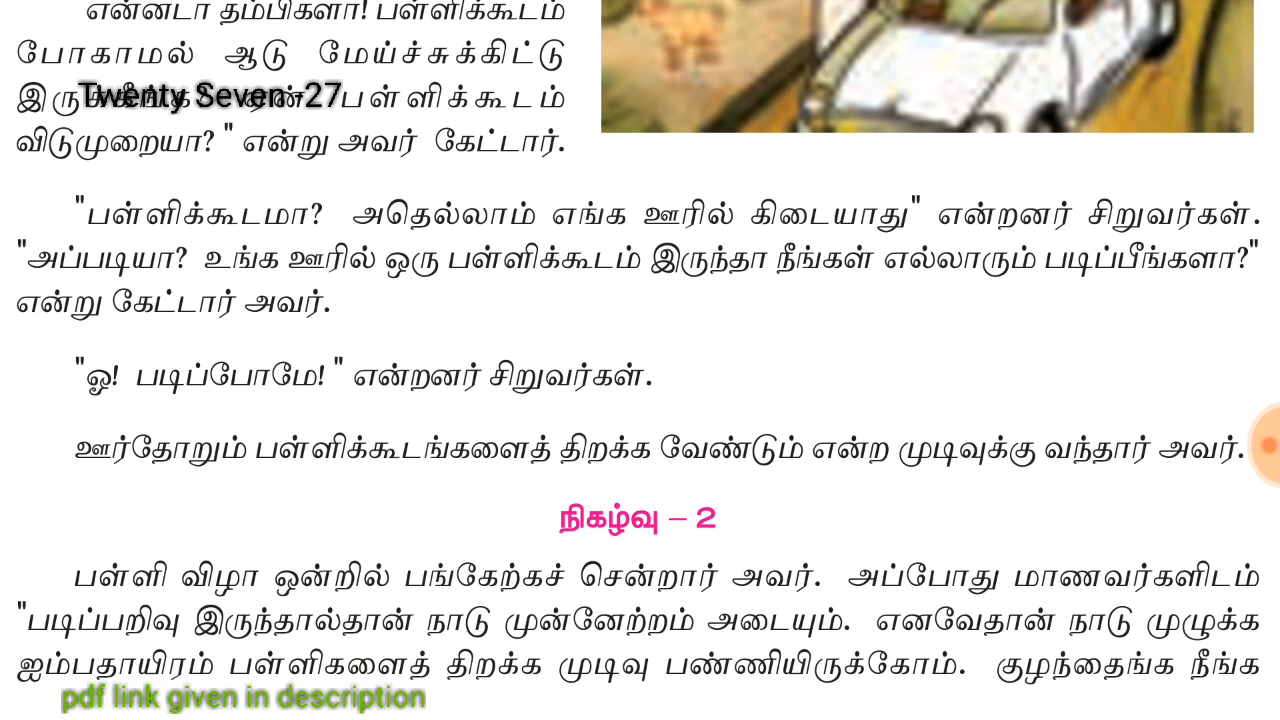 என்னடா தம்பிகளா! பள்ளிக்கூடம்
போகாமல் ஆடு மேய்ச்சுக்கிட்டு
பள்ளிக்கூடம்
Twenty Seven -27
விடுமுறையா? " என்று அவர் கேட்டார்.
"பள்ளிக்கூடமா? அதெல்லாம் எங்க ஊரில் கிடையாது" என்றனர் சிறுவர்கள்.
"அப்படியா? உங்க ஊரில் ஒரு பள்ளிக்கூடம் இருந்தா நீங்கள் எல்லாரும் படிப்பீங்களா?"
என்று கேட்டார் அவர்.
"ஓ! படிப்போமே! " என்றனர் சிறுவர்கள்.
ஊர்தோறும் பள்ளிக்கூடங்களைத் திறக்க வேண்டும் என்ற முடிவுக்கு வந்தார் அவர்.
நிகழ்வு – 2
பள்ளி விழா ஒன்றில் பங்கேற்கச் சென்றார் அவர். அப்போது மாணவர்களிடம்
"படிப்பறிவு இருந்தால்தான் நாடு முன்னேற்றம் அடையும். எனவேதான் நாடு முழுக்க
ஐம்பதாயிரம் பள்ளிகளைத் திறக்க முடிவு பண்ணியிருக்கோம். குழந்தைங்க நீங்க
pdf link given in description